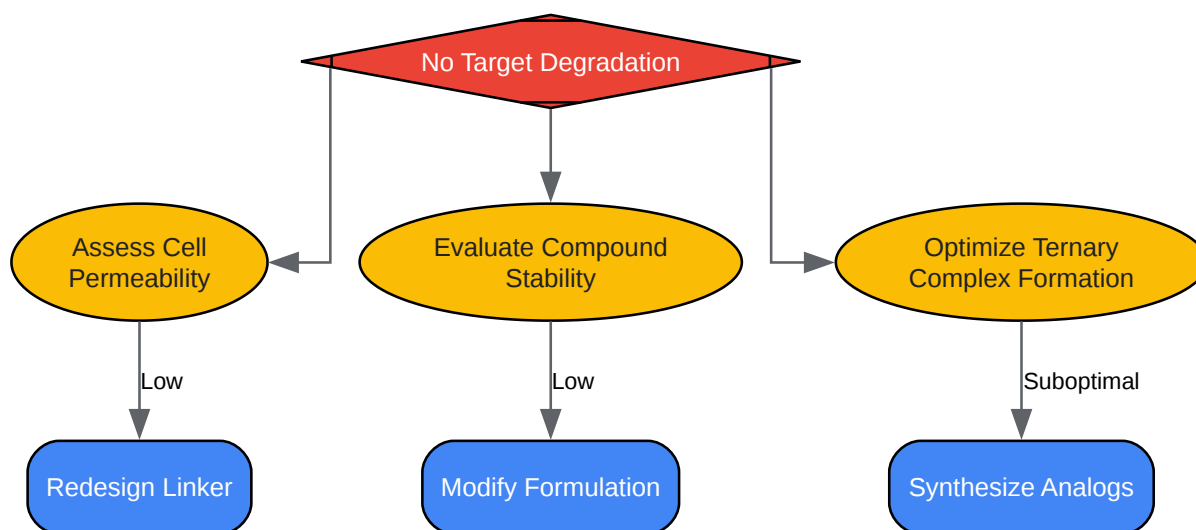 No Target Degradation
Assess Cell
Permeability
Evaluate Compound
Stability
Optimize Ternary
Complex Formation
Low
Low
Suboptimal
Redesign Linker
Modify Formulation
Synthesize Analogs